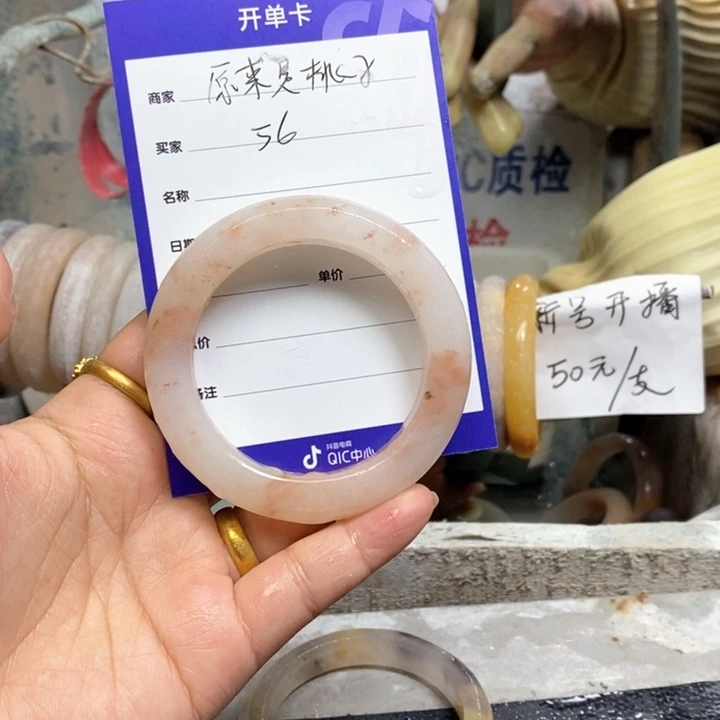 开单卡
商家 原来是桃子
买家 56
名称
日期
单价
价
备注
抖音电商
QIC中心
C质检
检
新号开播
50元/支